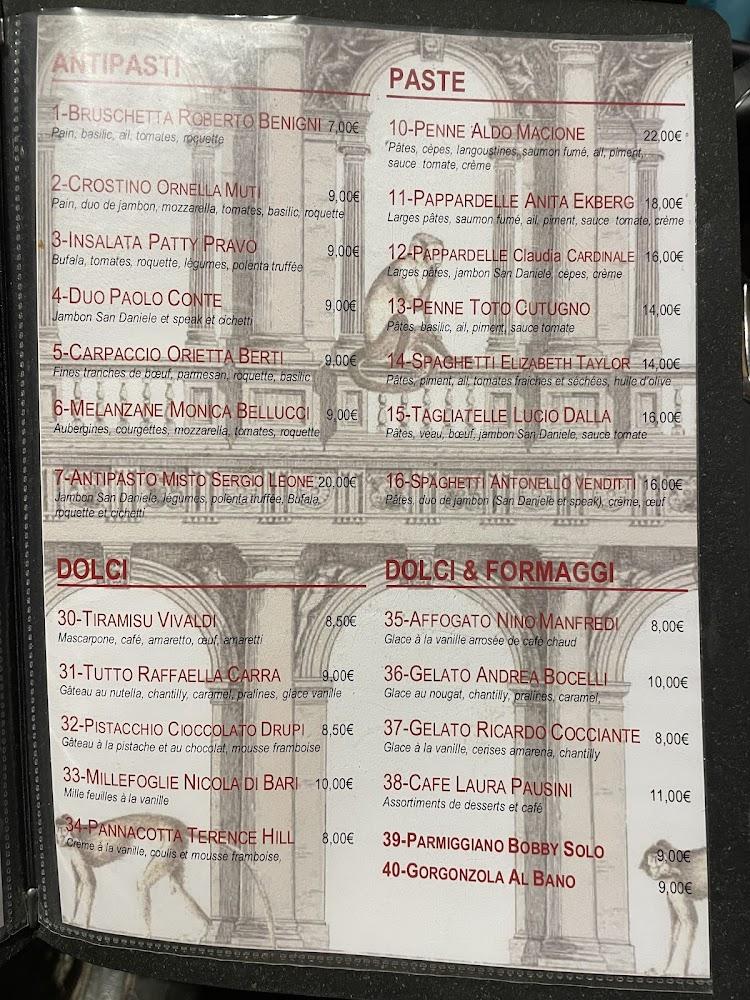 ANTIPASTI
1-BRUSCHETTA ROBERTO BENIGNI 7,00€
Pain, basilic, ail, tomates, roquette
2-CROSTINO ORNELLA MUTI 9,00€
Pain, duo de jambon, mozzarella, tomates, basilic, roquette
3-INSALATA PATTY PRAVO 9,00€
Bufala, tomates, roquette, légumes, polenta truffée
4-DUO PAOLO CONTE 9,00€
Jambon San Daniele et speak et cichetti
5-CARPACCIO ORIETTA BERTI 9,00€
Fines tranches de bœuf, parmesan, roquette, basilic
6-MELANZANE MONICA BELLUCCI 9,00€
Aubergines, courgettes, mozzarella, tomates, roquette
7-ANTIPASTO MISTO SERGIO LEONE 20.00€
Jambon San Daniele, légumes, polenta truffée, Bufala,
roquette et cichetti
PASTE
10-PENNE ALDO MACIONE 22,00€
Pâtes, cèpes, langoustines, saumon fumé, ail, piment,
sauce tomate, crème
11-PAPPARDELLE ANITA EKBERG 18,00€
Larges pâtes, saumon fumé, ail, piment, sauce tomate, crème
12-PAPPARDELLE Claudia CARDINALE 16,00€
Larges pâtes, jambon San Daniele, cèpes, crème
13-PENNE TOTO CUTUGNO 14,00€
Pâtes, basilic, ail, piment, sauce tomate
14-SPAGHETTI ELIZABETH TAYLOR 14,00€
Pâtes, piment, ail, tomates fraiches et séchées, huile d'olive
15-TAGLIATELLE LUCIO DALLA 16,00€
Pâtes, veau, bœuf, jambon San Daniele, sauce tomate
16-SPAGHETTI ANTONELLO VENDITTI 16,00€
Pâtes, duo de jambon (San Daniele et speak), crème, œuf
DOLCI
30-TIRAMISU VIVALDI 8,50€
Mascarpone, café, amaretto, œuf, amaretti
31-TUTTO RAFFAELLA CARRA 9,00€
Gâteau au nutella, chantilly, caramel, pralines, glace vanille
32-PISTACCHIO CIOCCOLATO DRUPI 8,50€
Gâteau à la pistache et au chocolat, mousse framboise
33-MILLEFOGLIE NICOLA DI BARI 10,00€
Mille feuilles à la vanille
34-PANNACOTTA TERENCE HILL 8,00€
Crème à la vanille, coulis et mousse framboise,
DOLCI & FORMAGGI
35-AFFOGATO NINO MANFREDI 8,00€
Glace à la vanille arrosée de café chaud
36-GELATO ANDREA BOCELLI 10,00€
Glace au nougat, chantilly, pralines, caramel,
37-GELATO RICARDO COCCIANTE 8,00€
Glace à la vanille, cerises amarena, chantilly
38-CAFE LAURA PAUSINI 11,00€
Assortiments de desserts et café
39-PARMIGGIANO BOBBY SOLO 9,00€
40-GORGONZOLA AL BANO 9,00€